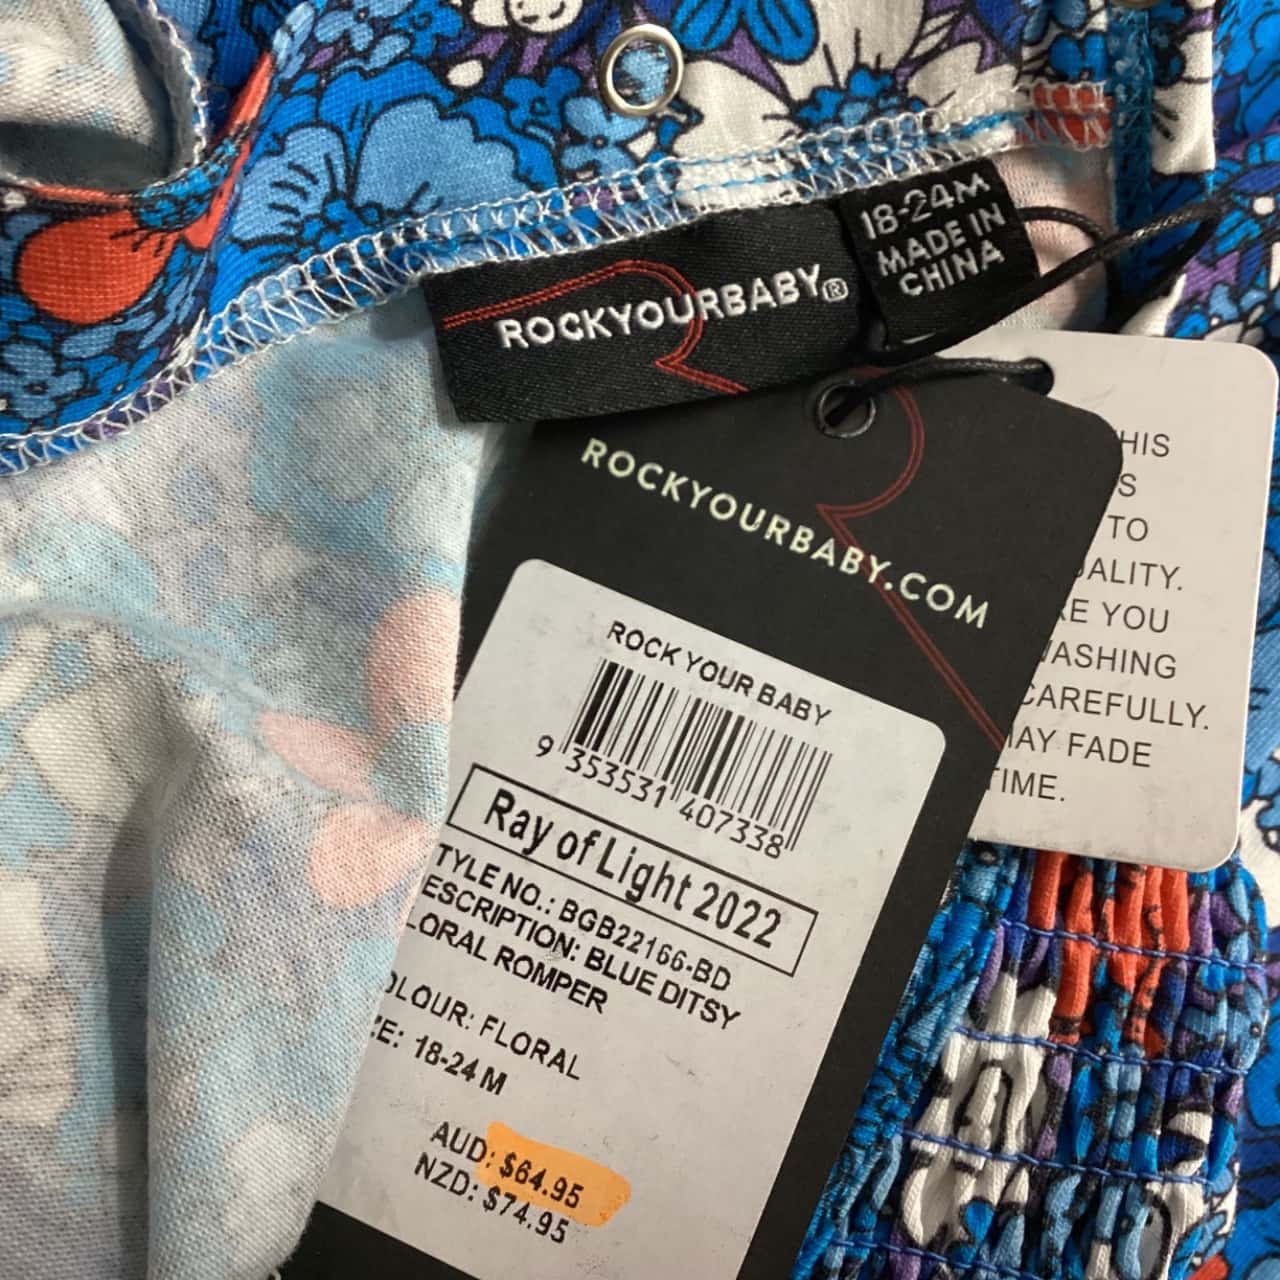 18-24M
MADE IN
CHINA
ROCKYOURBABY®
ROCKYOURBABY.COM
ROCK YOUR BABY
9 353531 407338
Ray of Light 2022
TYLE NO.: BGB22166-BD
ESCRIPTION: BLUE DITSY
LORAL ROMPER
OLOUR: FLORAL
ZE: 18-24 M
AUD: $64.95
NZD: $74.95
HIS
S
TO
UALITY.
RE YOU
WASHING
CAREFULLY.
MAY FADE
TIME.